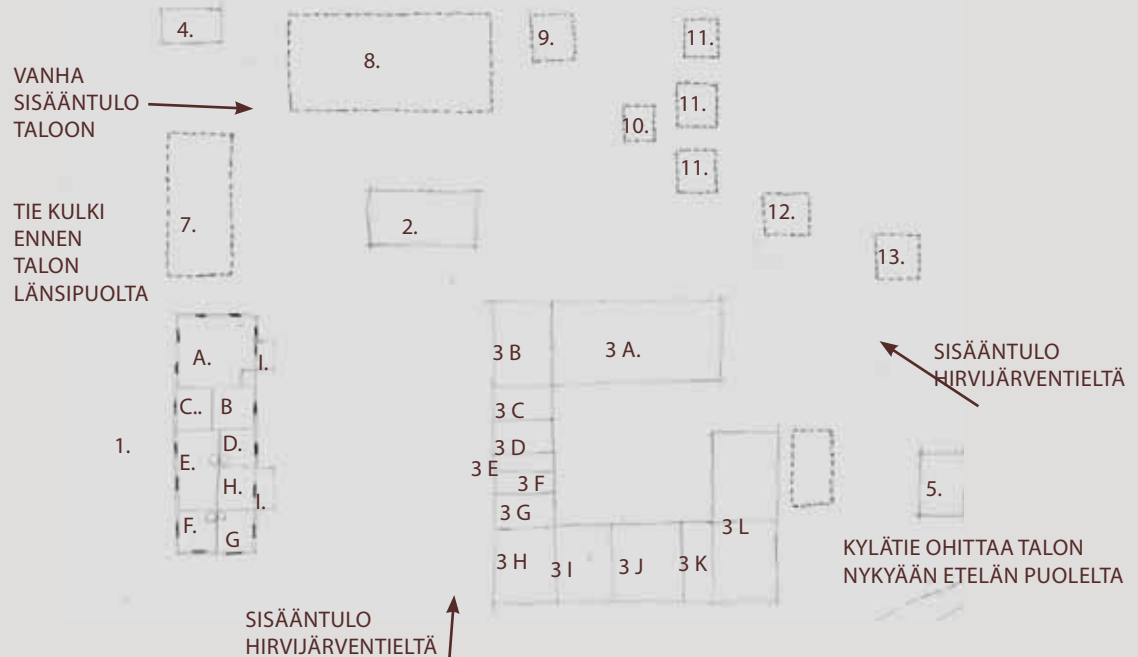 4.
8.
9.
11.
VANHA
SISÄÄNTULO
TALOON
10.
11.
11.
7.
2.
12.
TIE KULKI
ENNEN
TALON
LÄNSIPUOLTA
13.
A.
I.
3 B
3 A.
SISÄÄNTULO
HIRVIJÄRVENTIELTÄ
C..
B
3 C
1.
D.
3 D
E.
3 E
H.
3 F
5.
I.
3 G
F.
G
3 L
3 H
3 I
3 J
3 K
KYLÄTIE OHITTAA TALON
NYKYÄÄN ETELÄN PUOLELTA
SISÄÄNTULO
HIRVIJÄRVENTIELTÄ